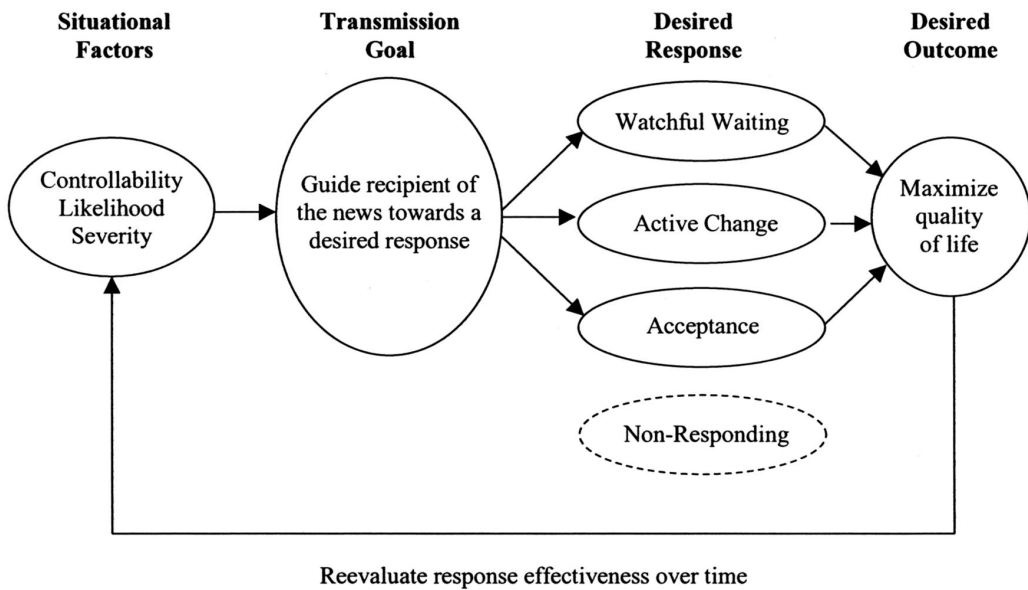 Situational
Factors
Transmission
Goal
Desired
Response
Desired
Outcome
Controllability
Likelihood
Severity
Guide recipient of
the news towards a
desired response
Watchful Waiting
Active Change
Acceptance
Non-Responding
Maximize
quality
of life
Reevaluate response effectiveness over time